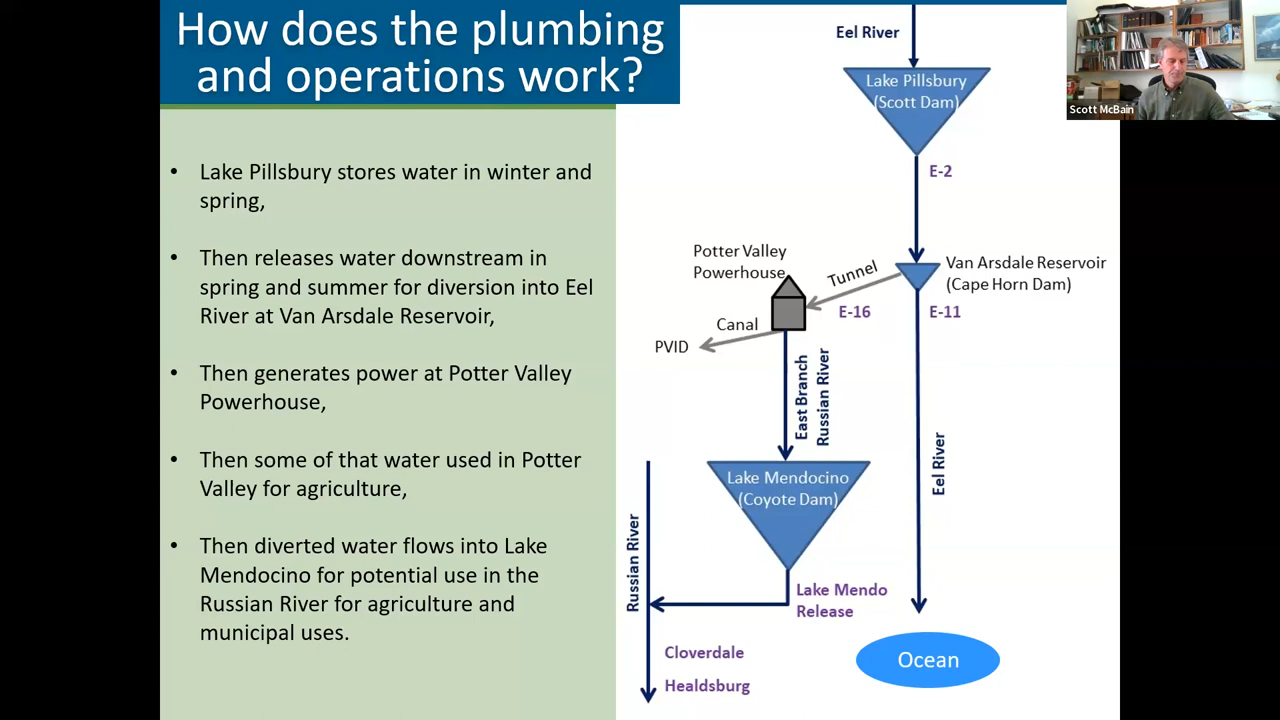 How does the plumbing
and operations work?
• Lake Pillsbury stores water in winter and
spring,
• Then releases water downstream in
spring and summer for diversion into Eel
River at Van Arsdale Reservoir,
• Then generates power at Potter Valley
Powerhouse,
• Then some of that water used in Potter
Valley for agriculture,
• Then diverted water flows into Lake
Mendocino for potential use in the
Russian River for agriculture and
municipal uses.
Eel River
Lake Pillsbury
(Scott Dam)
E-2
Potter Valley
Powerhouse
Tunnel
Van Arsdale Reservoir
(Cape Horn Dam)
E-16
E-11
Canal
PVID
East Branch
Russian River
Eel River
Lake Mendocino
(Coyote Dam)
Russian River
Lake Mendo
Release
Cloverdale
Healdsburg
Ocean
Scott McBain